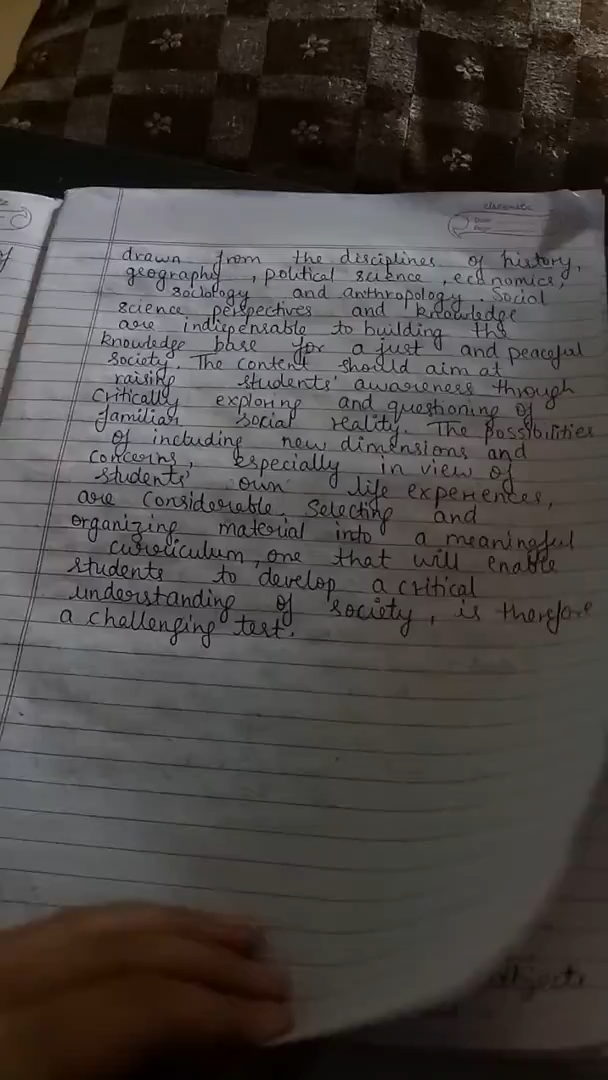 classmate
Date
Page
drawn from the disciplines of history,
geography, political science, economics,
sociology and anthropology. Social
science perspectives and knowledge
are indispensable to building the
knowledge base for a just and peaceful
society. The content should aim at
raising students' awareness through
critically exploring and questioning of
familiar social reality. The possibilities
of including new dimensions and
concerns, especially in view of
students' own life experiences,
are considerable. Selecting and
organizing material into a meaningful
curriculum, one that will enable
students to develop a critical
understanding of society, is therefore
a challenging test.